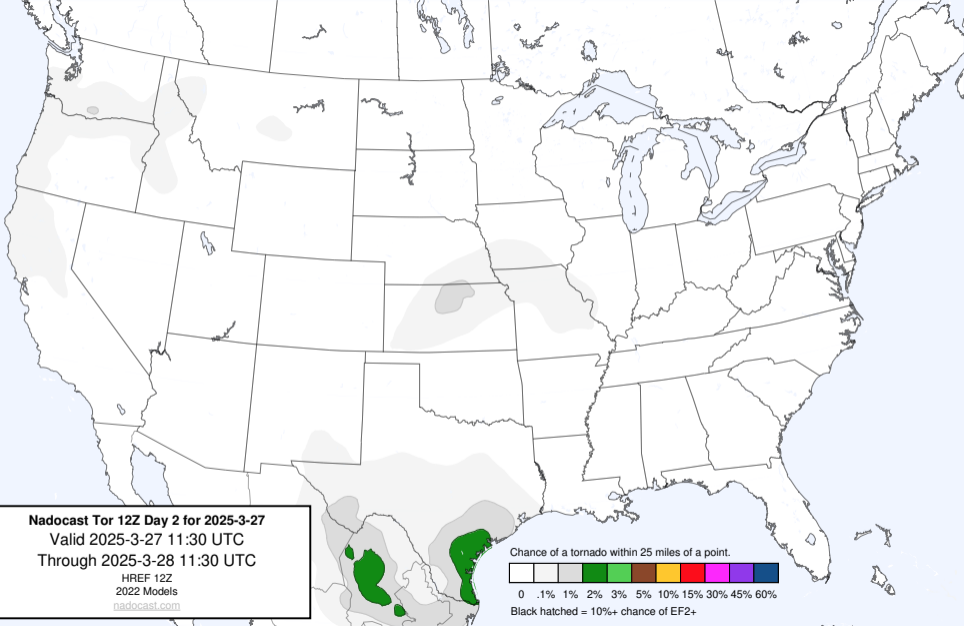 Nadocast Tor 12Z Day 2 for 2025-3-27
Valid 2025-3-27 11:30 UTC
Through 2025-3-28 11:30 UTC
HREF 12Z
2022 Models
nadocast.com
Chance of a tornado within 25 miles of a point.
0 .1% 1% 2% 3% 5% 10% 15% 30% 45% 60%
Black hatched = 10%+ chance of EF2+